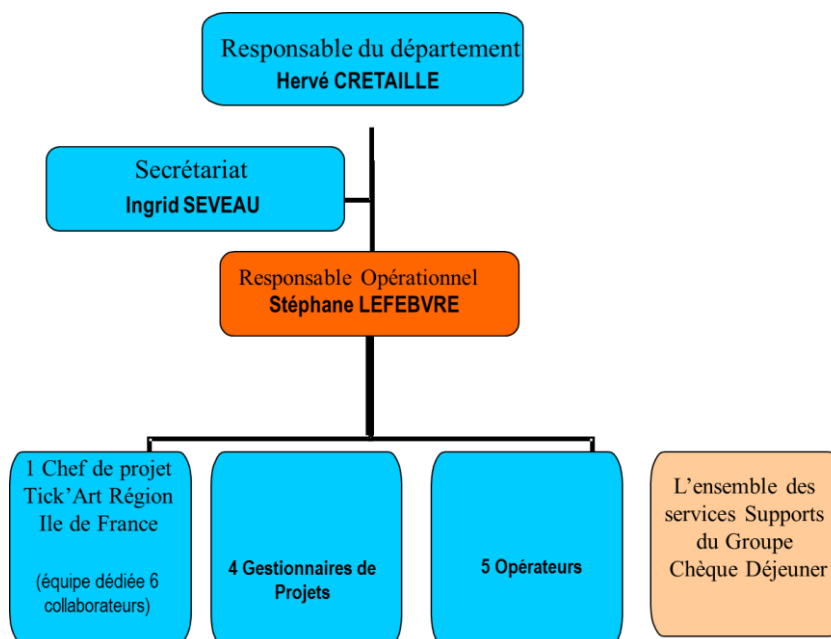 Responsable du département
Hervé CRETAILLE
Secrétariat
Ingrid SEVEAU
Responsable Opérationnel
Stéphane LEFEBVRE
1 Chef de projet
Tick'Art Région
Ile de France
(équipe dédiée 6
collaborateurs)
4 Gestionnaires de
Projets
5 Opérateurs
L'ensemble des
services Supports
du Groupe
Chèque Déjeuner